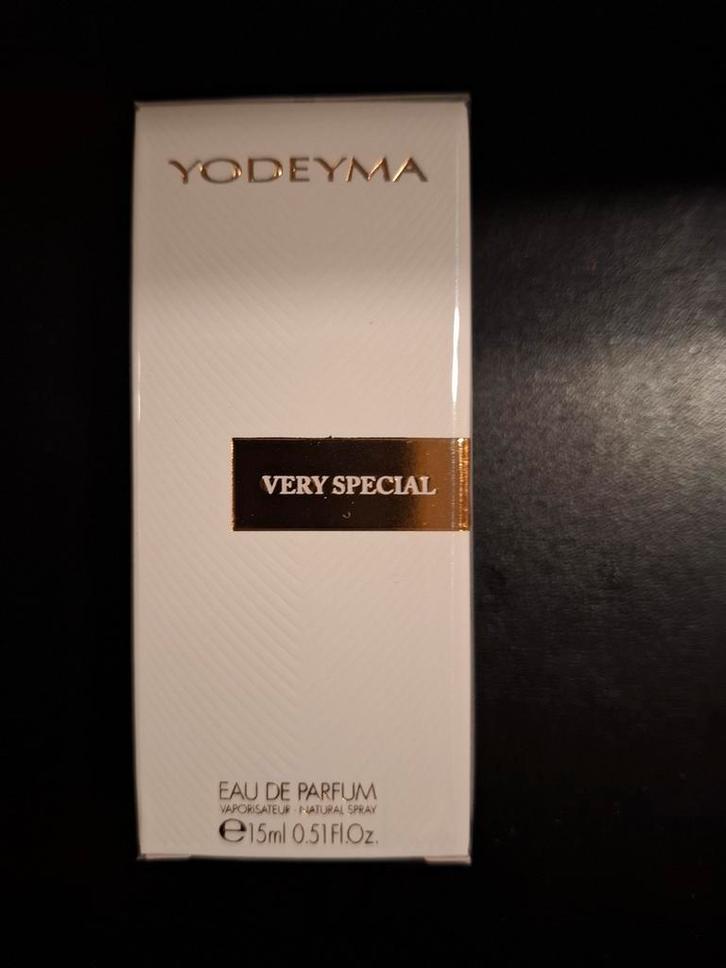 YODEYMA
VERY SPECIAL
EAU DE PARFUM
VAPORISATEUR · NATURAL SPRAY
℮15ml 0.51Fl.Oz.